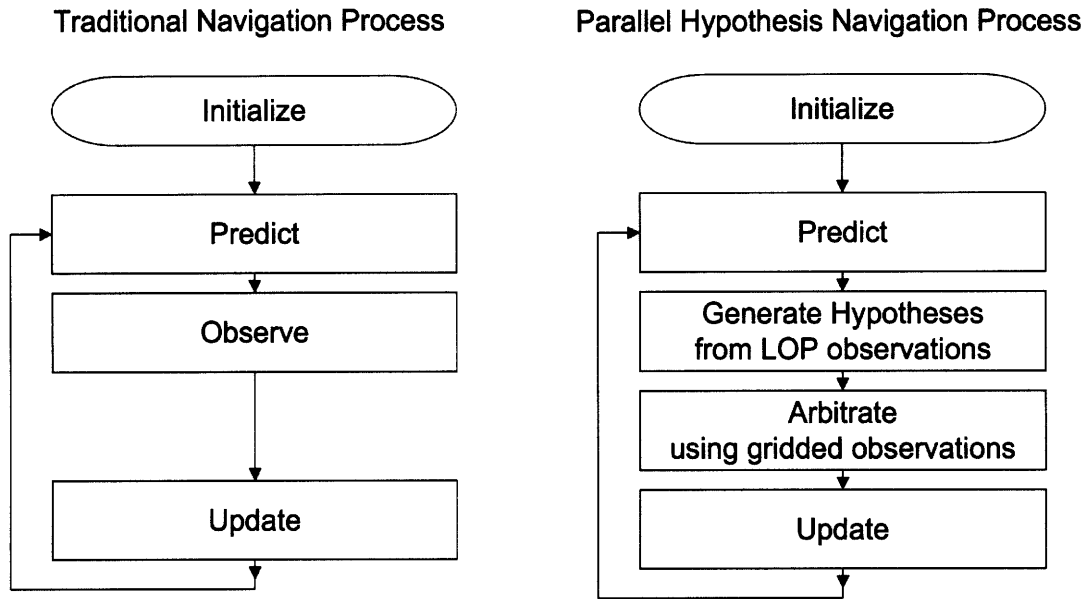 Traditional Navigation Process
Initialize
Predict
Observe
Update
Parallel Hypothesis Navigation Process
Initialize
Predict
Generate Hypotheses
from LOP observations
Arbitrate
using gridded observations
Update